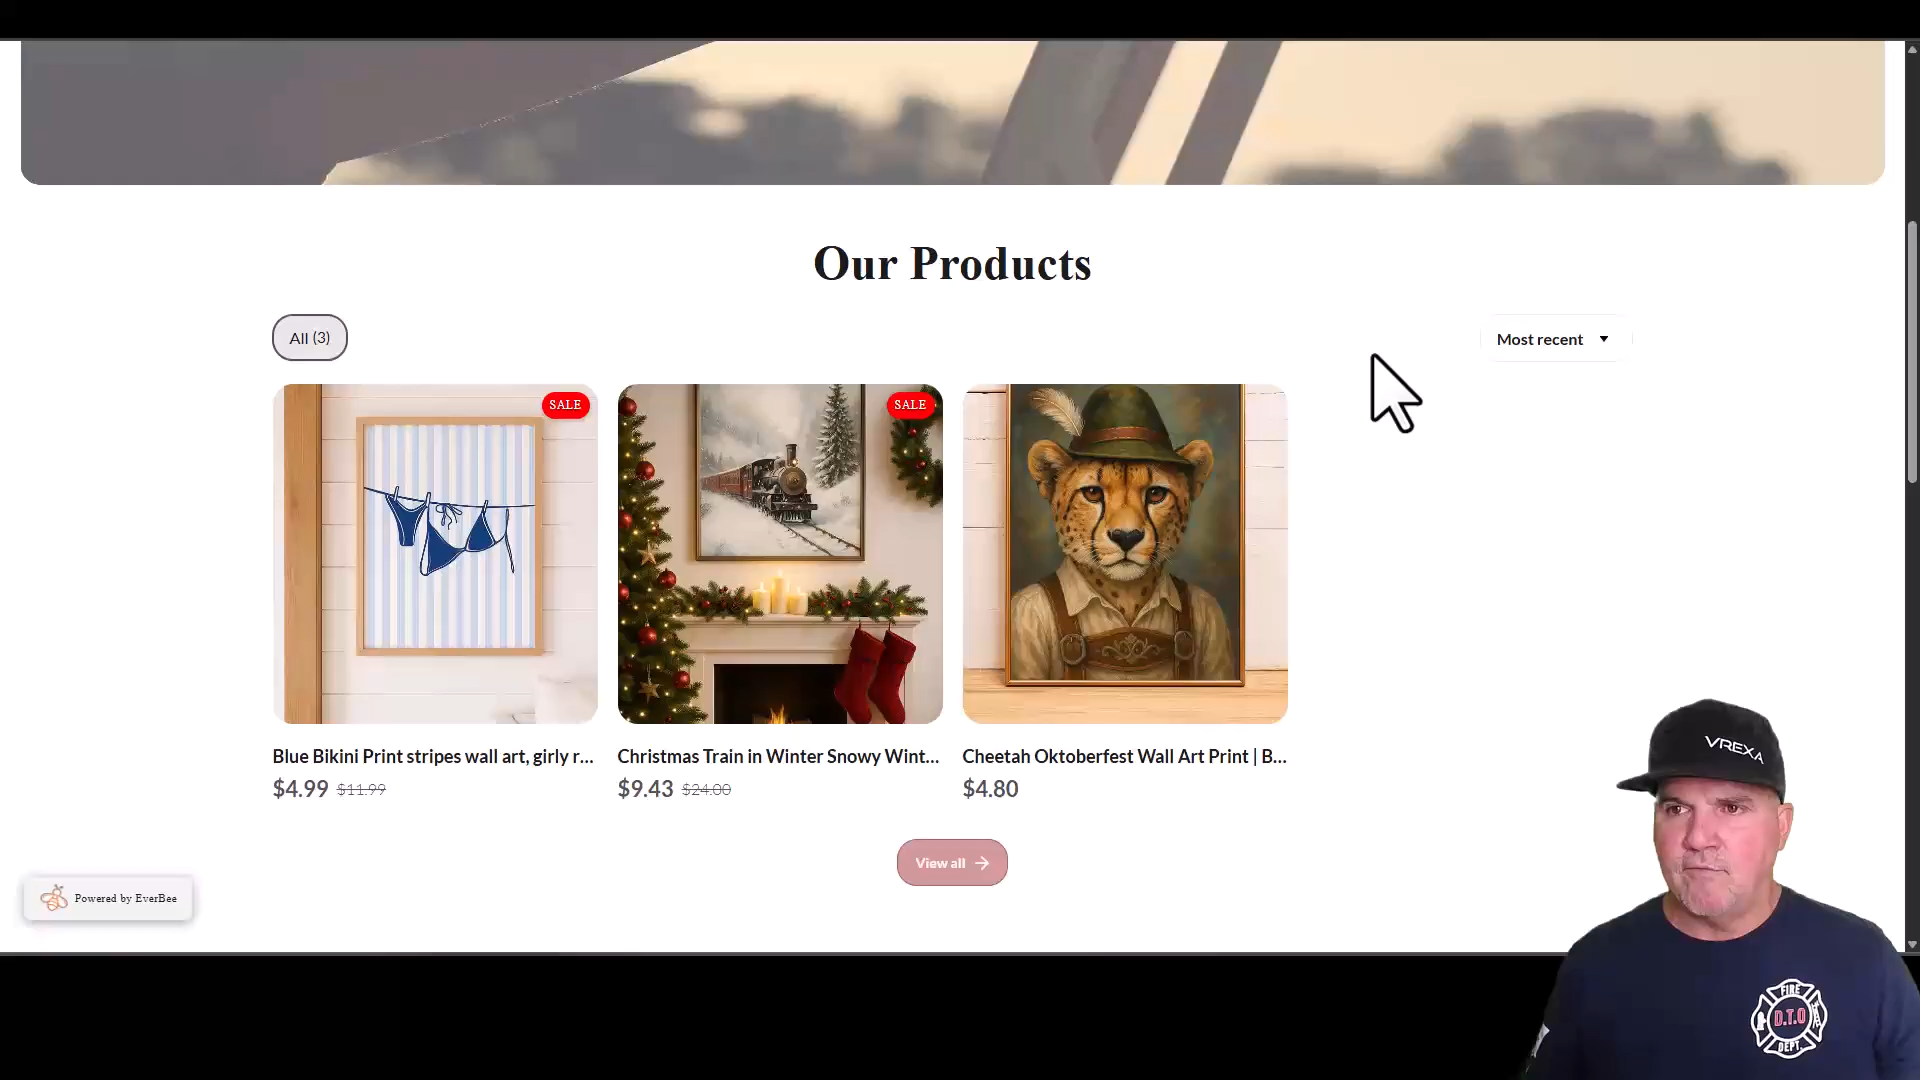 Our Products
All (3)
Most recent
SALE
SALE
Blue Bikini Print stripes wall art, girly r...
Christmas Train in Winter Snowy Wint...
Cheetah Oktoberfest Wall Art Print | B...
$4.99 $11.99
$9.43 $24.00
$4.80
View all
Powered by EverBee
VREXA
FIRE
D.T.O
DEPT.